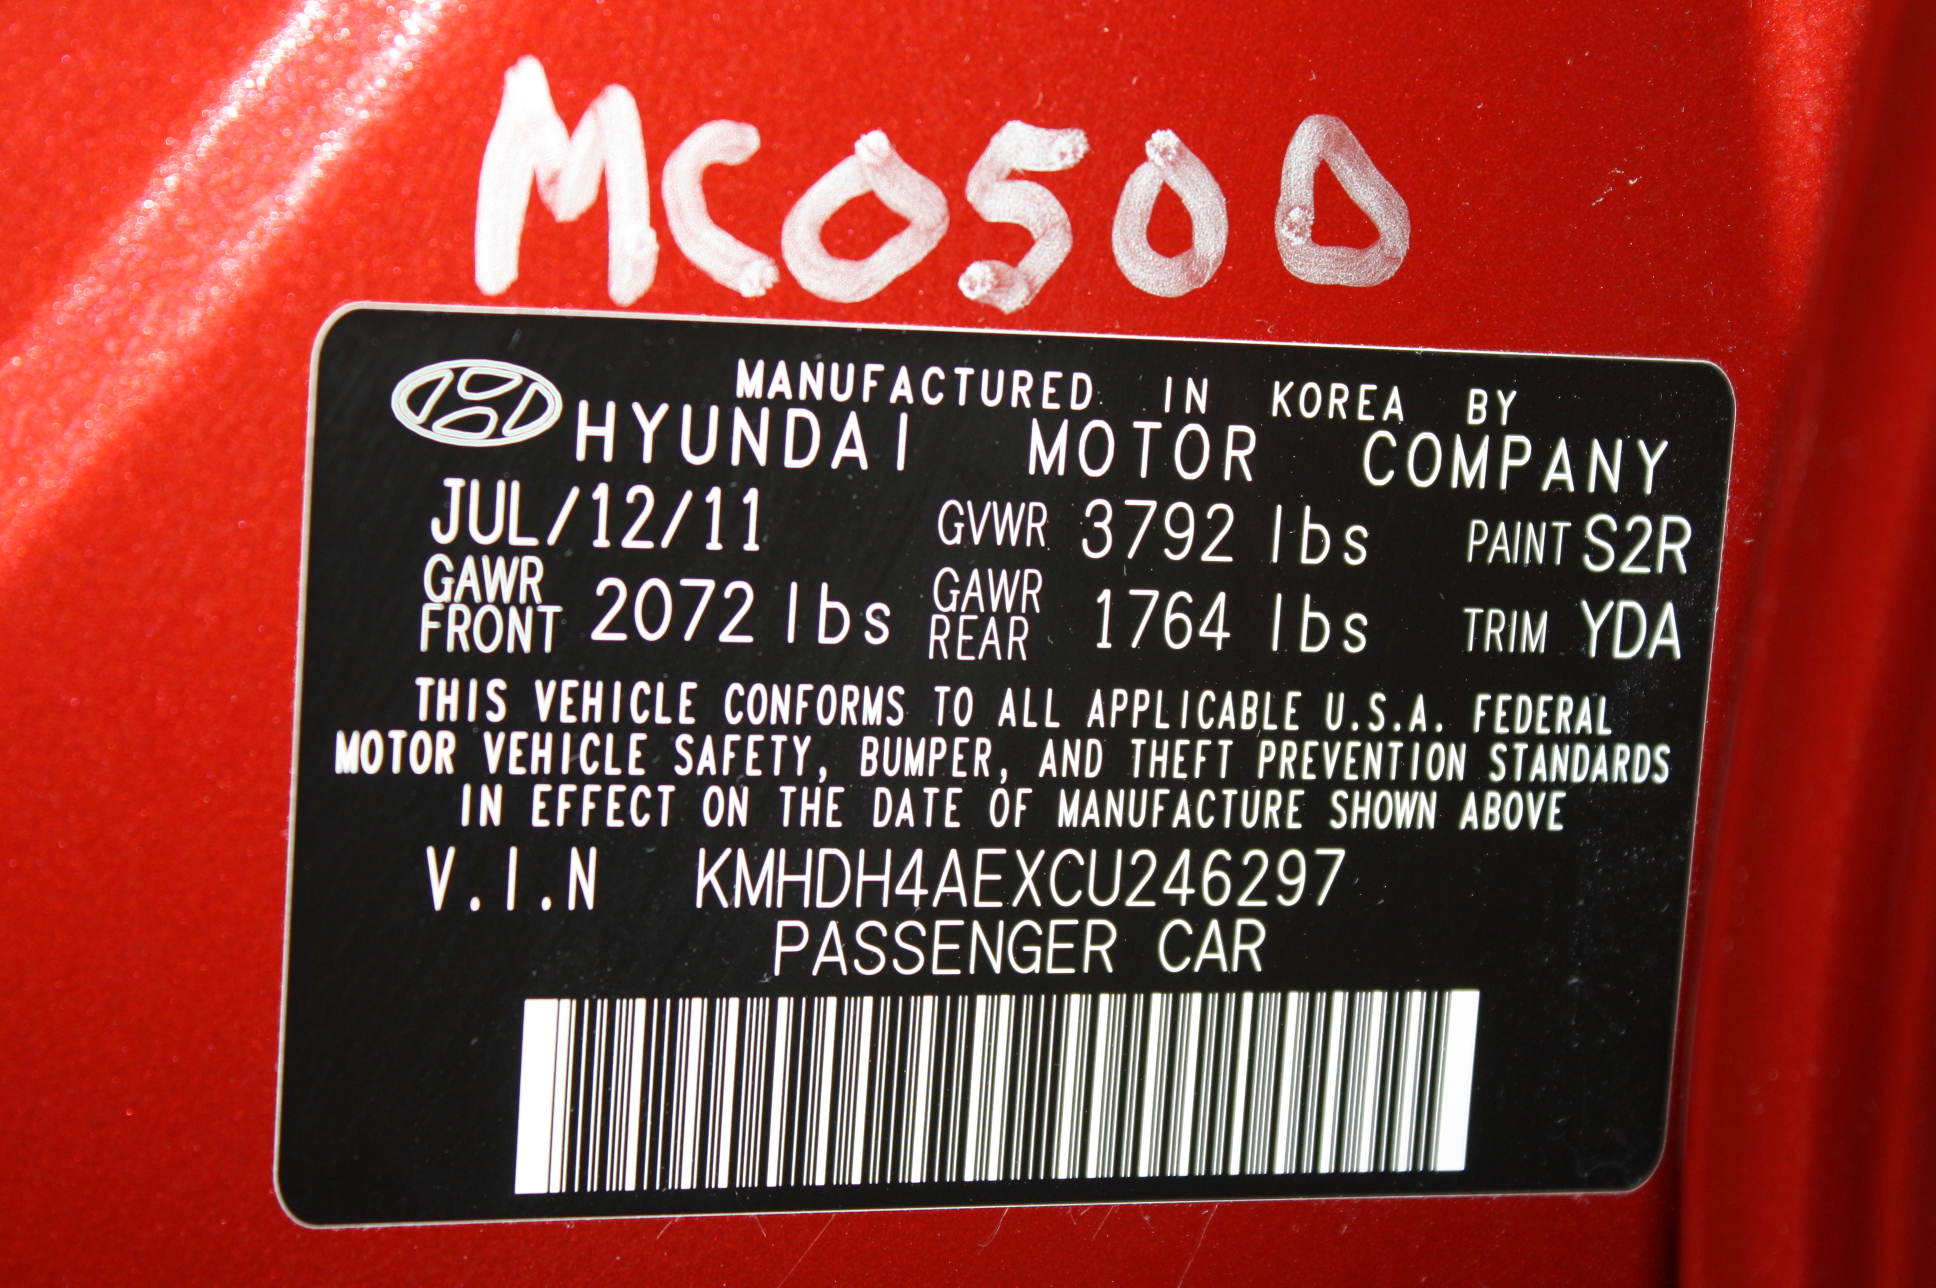 MC0500
MANUFACTURED IN KOREA BY
HYUNDAI MOTOR COMPANY
JUL/12/11 GVWR 3792 lbs PAINT S2R
GAWR FRONT 2072 lbs GAWR REAR 1764 lbs TRIM YDA
THIS VEHICLE CONFORMS TO ALL APPLICABLE U.S.A. FEDERAL
MOTOR VEHICLE SAFETY, BUMPER, AND THEFT PREVENTION STANDARDS
IN EFFECT ON THE DATE OF MANUFACTURE SHOWN ABOVE
V.I.N KMHDH4AEXCU246297
PASSENGER CAR